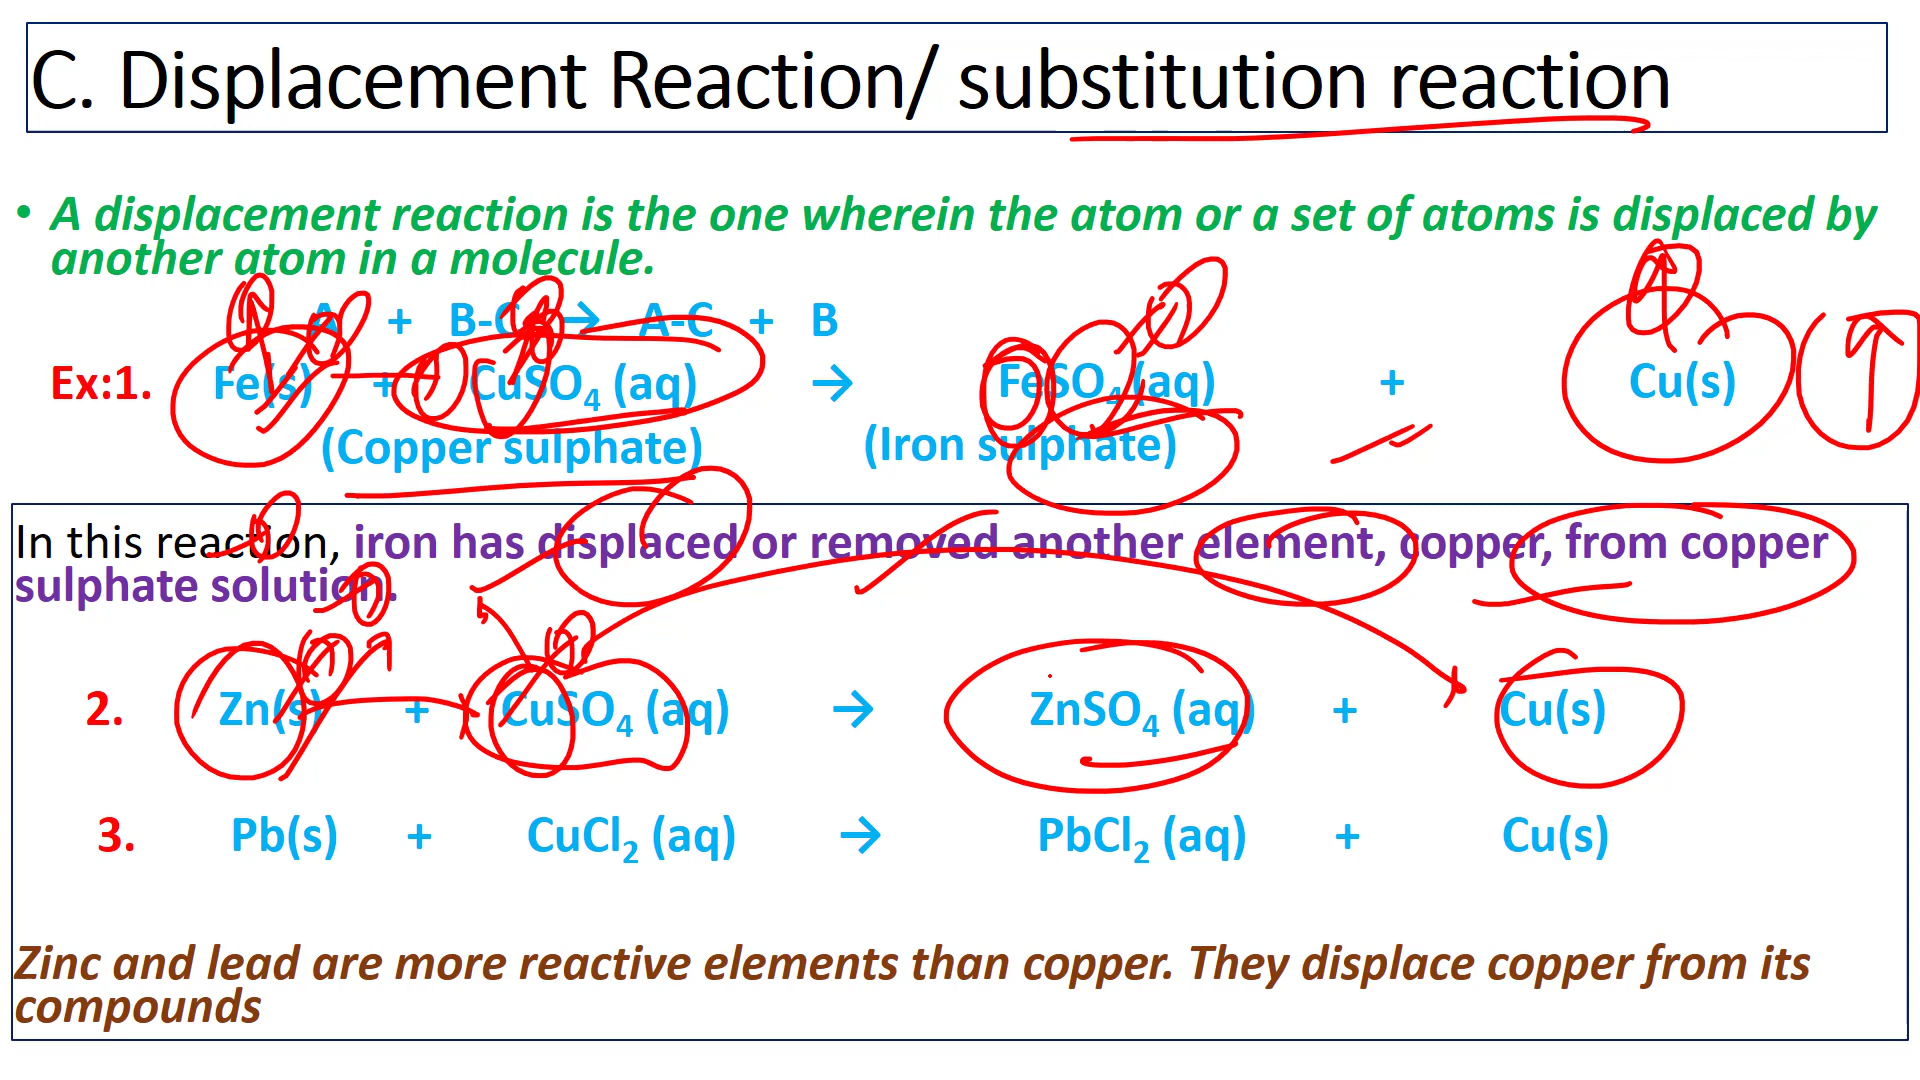 C. Displacement Reaction/ substitution reaction
• A displacement reaction is the one wherein the atom or a set of atoms is displaced by
another atom in a molecule.
A + B-C → A-C + B
Ex:1. Fe(s) + CuSO₄ (aq) → FeSO₄ (aq) + Cu(s)
(Copper sulphate) (Iron sulphate)
In this reaction, iron has displaced or removed another element, copper, from copper
sulphate solution.
2. Zn(s) + CuSO₄ (aq) → ZnSO₄ (aq) + Cu(s)
3. Pb(s) + CuCl₂ (aq) → PbCl₂ (aq) + Cu(s)
Zinc and lead are more reactive elements than copper. They displace copper from its
compounds